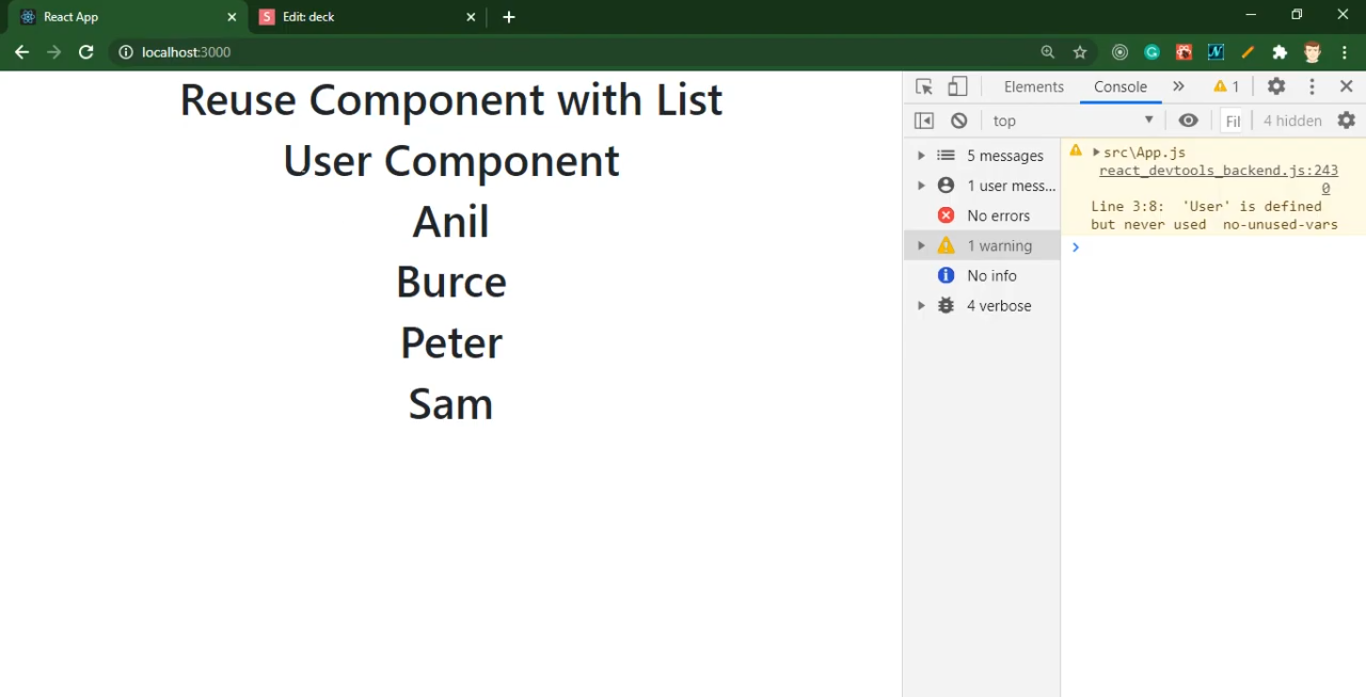 React App
S Edit: deck
localhost:3000
Reuse Component with List
User Component
Anil
Burce
Peter
Sam
Elements Console 1
top Fil 4 hidden
5 messages
1 user mess...
No errors
1 warning
No info
4 verbose
src\App.js
react_devtools_backend.js:243
0
Line 3:8: 'User' is defined
but never used no-unused-vars